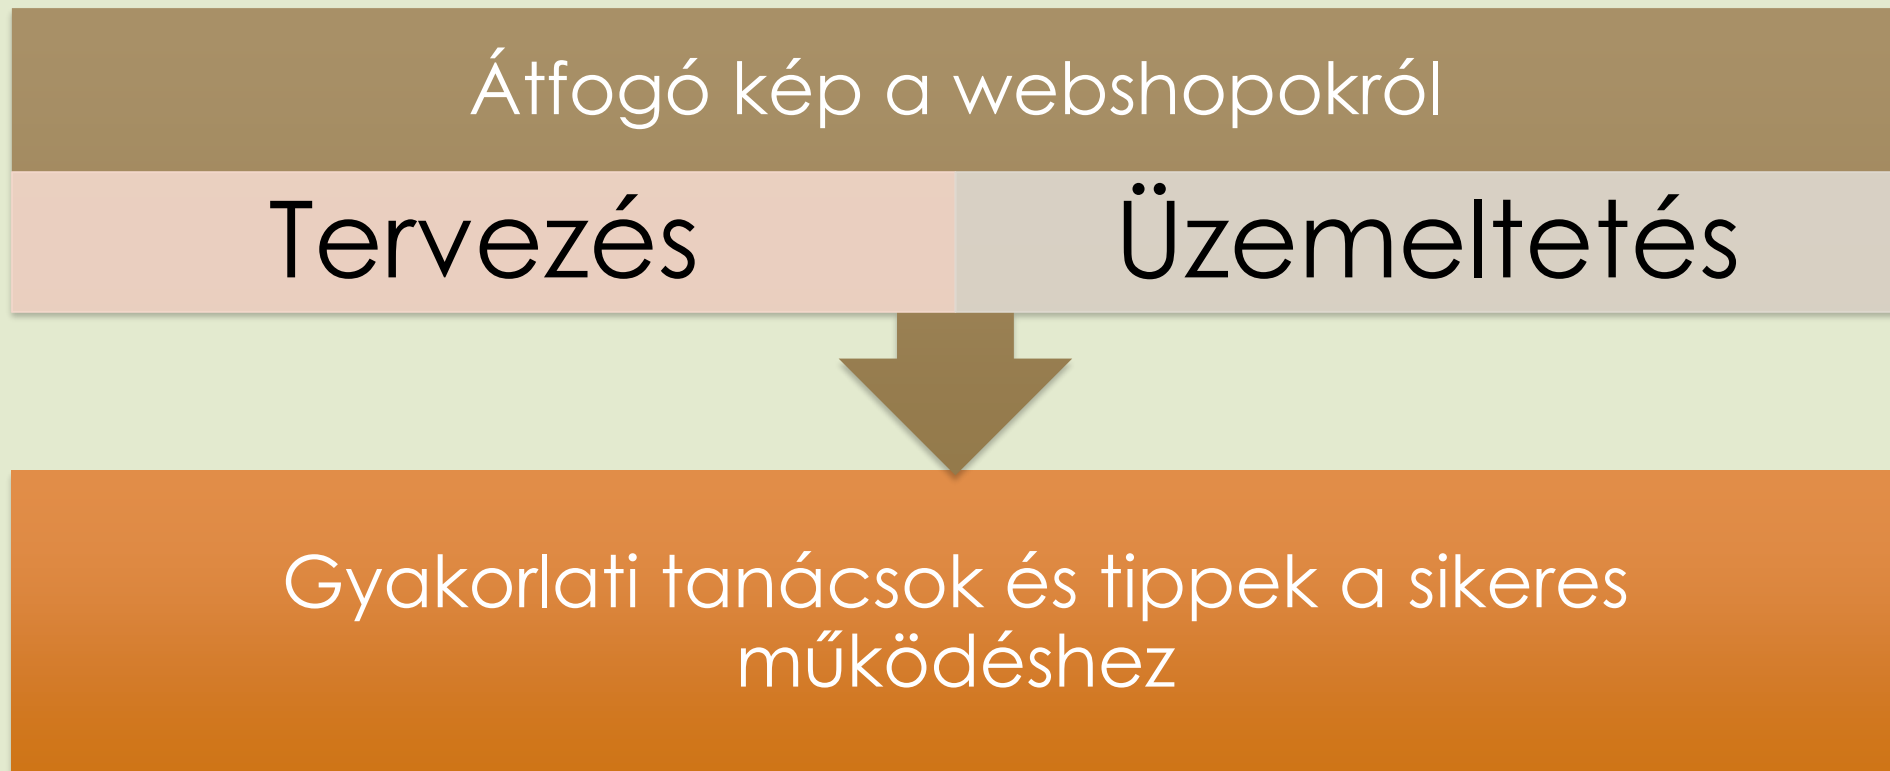 Átfogó kép a webshopokról
Tervezés
Üzemeltetés
Gyakorlati tanácsok és tippek a sikeres
működéshez